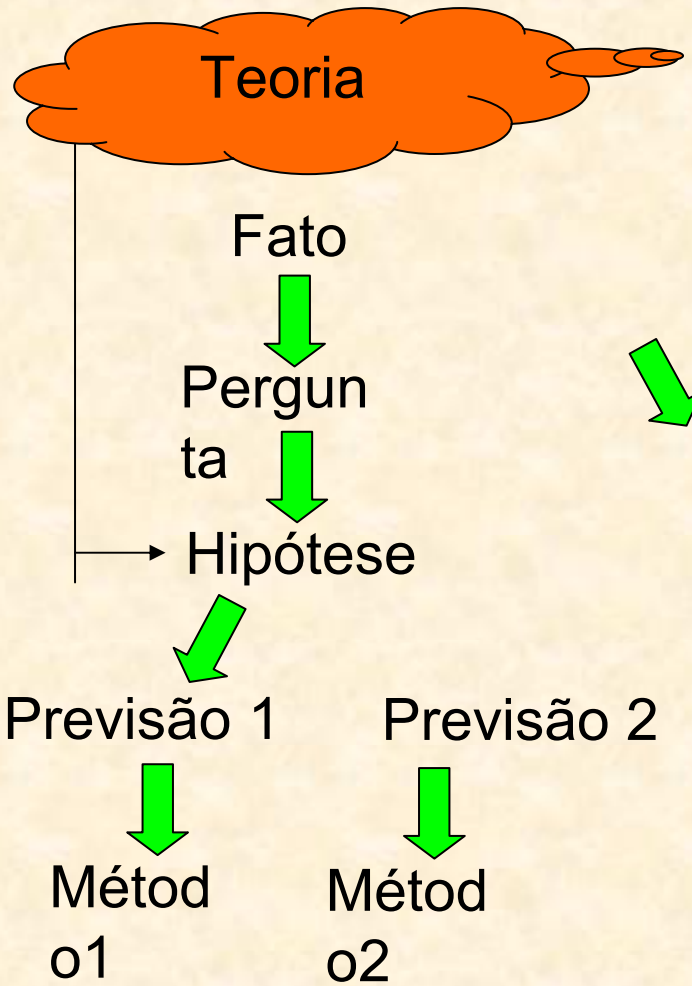 Teoria
Fato
Pergun
ta
Hipótese
Previsão 1
Previsão 2
Métod
o1
Métod
o2